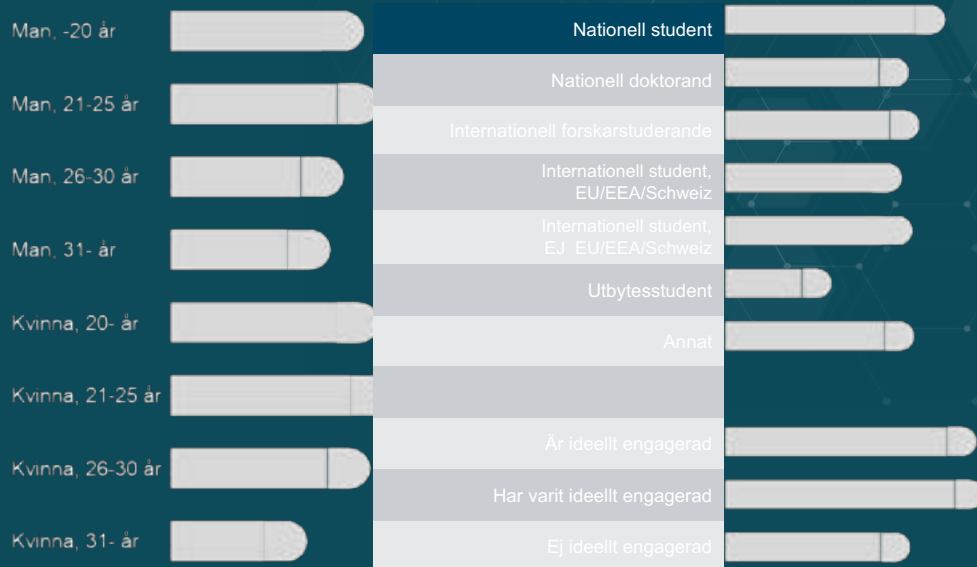 Man, -20 år
Man, 21-25 år
Man, 26-30 år
Man, 31- år
Kvinna, 20- år
Kvinna, 21-25 år
Kvinna, 26-30 år
Kvinna, 31- år
Nationell student
Nationell doktorand
Internationell forskarstuderande
Internationell student,
EU/EEA/Schweiz
Internationell student,
EJ EU/EEA/Schweiz
Utbytesstudent
Annat
Är ideellt engagerad
Har varit ideellt engagerad
Ej ideellt engagerad